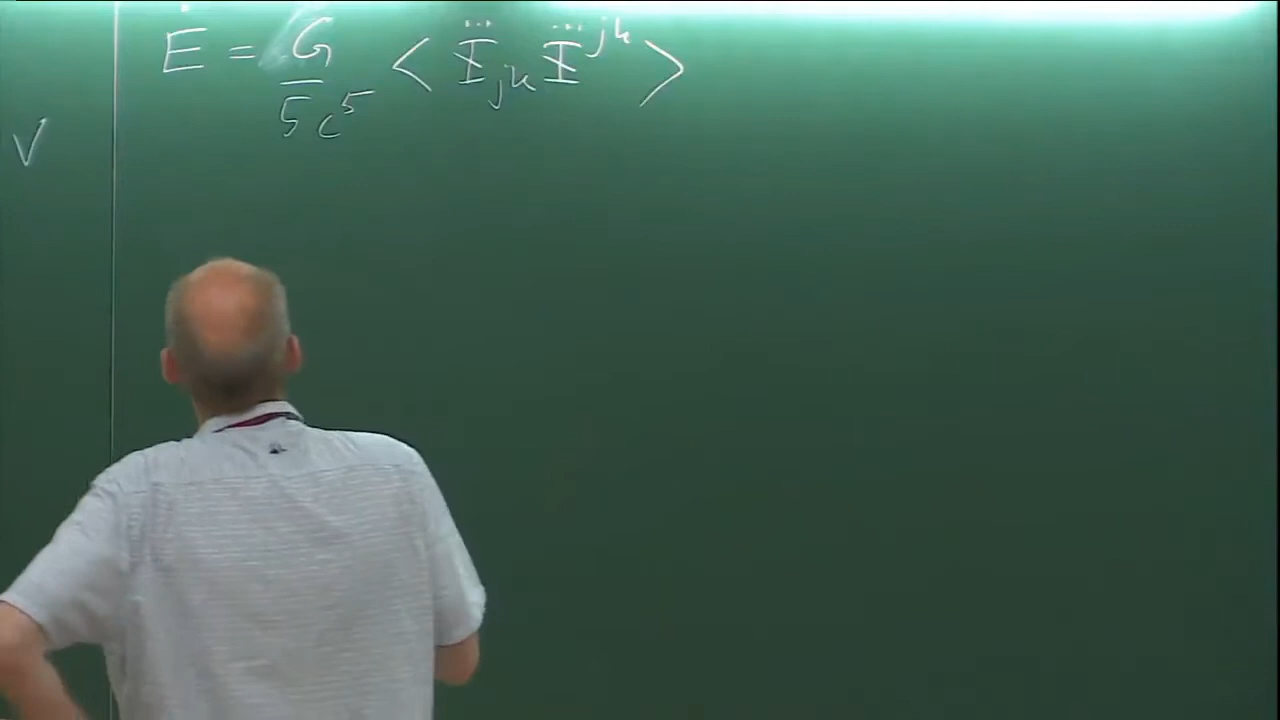 Ė = G/5c⁵ < I⃛_jk I⃛^jk >
V